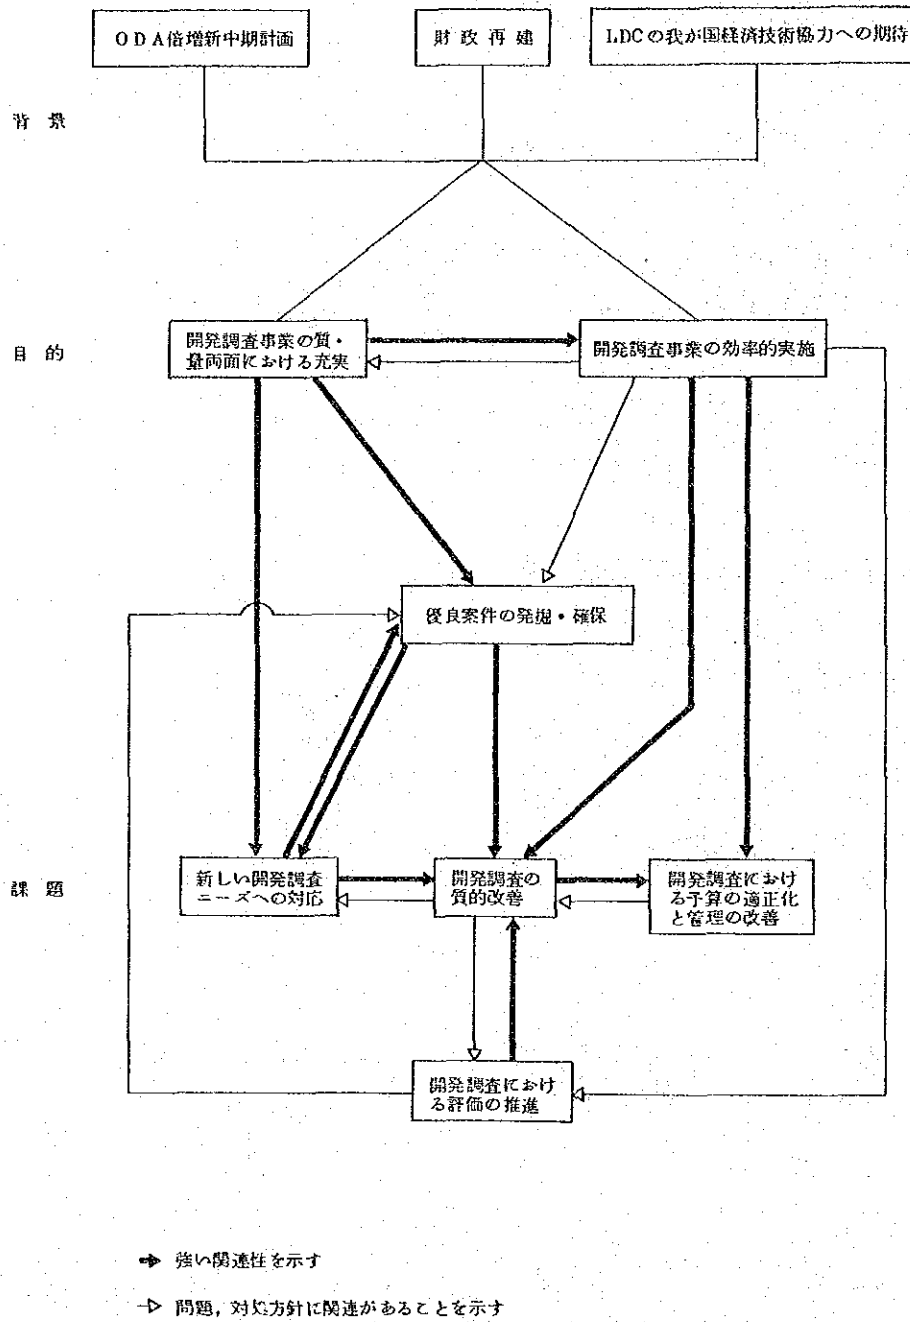 ODA倍増新中期計画
財政再建
LDCの我が国経済技術協力への期待
背景
目的
開発調査事業の質・
量両面における充実
開発調査事業の効率的実施
優良案件の発掘・確保
課題
新しい開発調査
ニーズへの対応
開発調査の
質的改善
開発調査におけ
る予算の適正化
と管理の改善
開発調査におけ
る評価の推進
強い関連性を示す
問題,対処方針に関連があることを示す